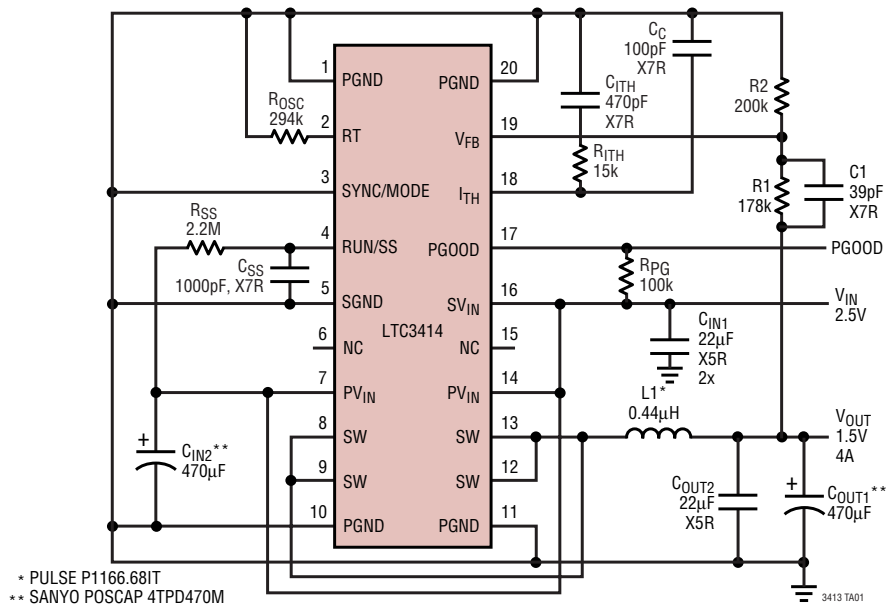 C_C
100pF
X7R
C_ITH
470pF
X7R
R2
200k
1
PGND
PGND
20
R_OSC
294k
2
RT
V_FB
19
R_ITH
15k
C1
39pF
X7R
3
SYNC/MODE
I_TH
18
R1
178k
R_SS
2.2M
4
RUN/SS
PGOOD
17
PGOOD
C_SS
1000pF, X7R
R_PG
100k
5
SGND
SV_IN
16
V_IN
2.5V
LTC3414
C_IN1
22µF
X5R
2x
6
NC
NC
15
7
PV_IN
PV_IN
14
L1*
0.44µH
8
SW
SW
13
V_OUT
1.5V
4A
+
C_IN2**
470µF
9
SW
SW
12
C_OUT2
22µF
X5R
+
C_OUT1**
470µF
10
PGND
PGND
11
* PULSE P1166.68IT
** SANYO POSCAP 4TPD470M
3413 TA01